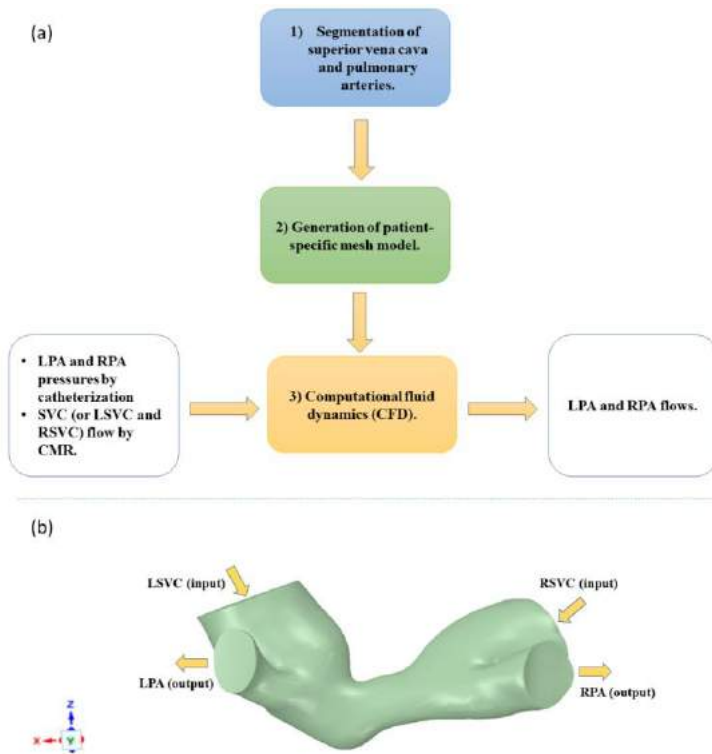 (a)
1) Segmentation of
superior vena cava
and pulmonary
arteries.
2) Generation of patient-
specific mesh model.
• LPA and RPA
pressures by
catheterization
• SVC (or LSVC and
RSVC) flow by
CMR.
3) Computational fluid
dynamics (CFD).
LPA and RPA flows.
(b)
LSVC (input)
RSVC (input)
LPA (output)
RPA (output)
Z
X
Y